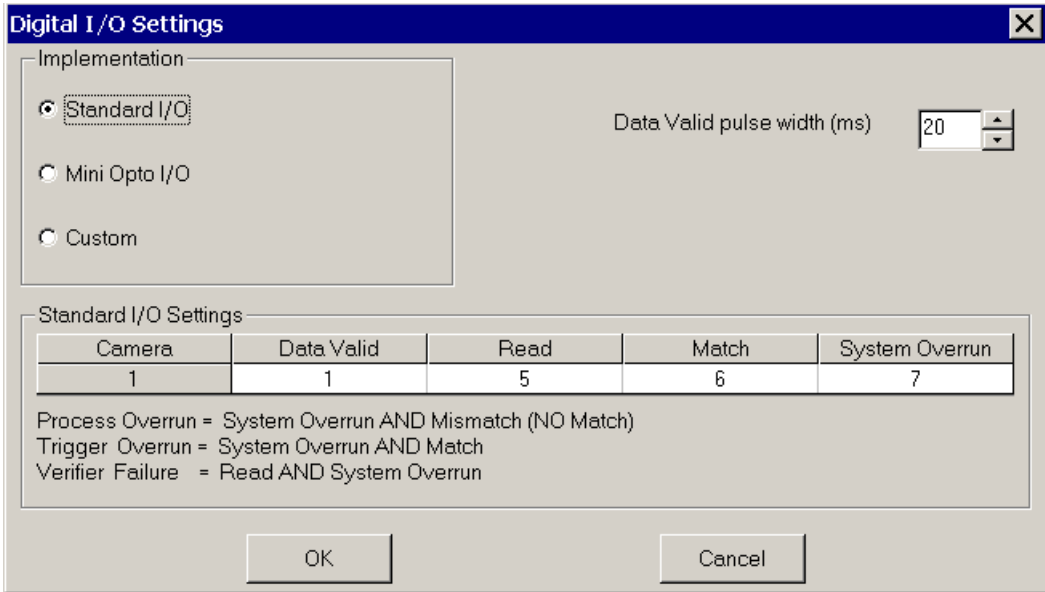 Digital I/O Settings
Implementation
Standard I/O
Mini Opto I/O
Custom
Data Valid pulse width (ms) 20
Standard I/O Settings
Camera Data Valid Read Match System Overrun
1 1 5 6 7
Process Overrun = System Overrun AND Mismatch (NO Match)
Trigger Overrun = System Overrun AND Match
Verifier Failure = Read AND System Overrun
OK Cancel